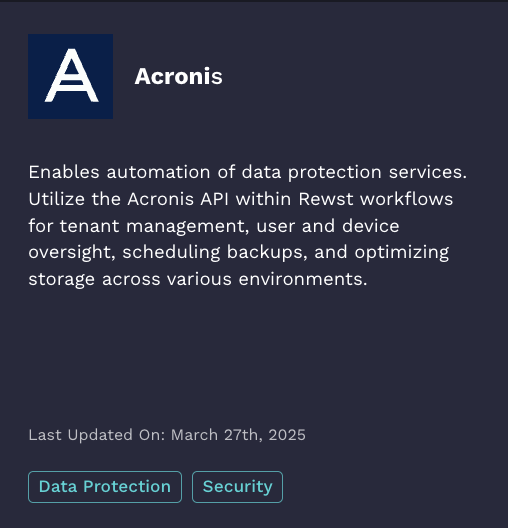 Acronis
Enables automation of data protection services.
Utilize the Acronis API within Rewst workflows
for tenant management, user and device
oversight, scheduling backups, and optimizing
storage across various environments.
Last Updated On: March 27th, 2025
Data Protection
Security